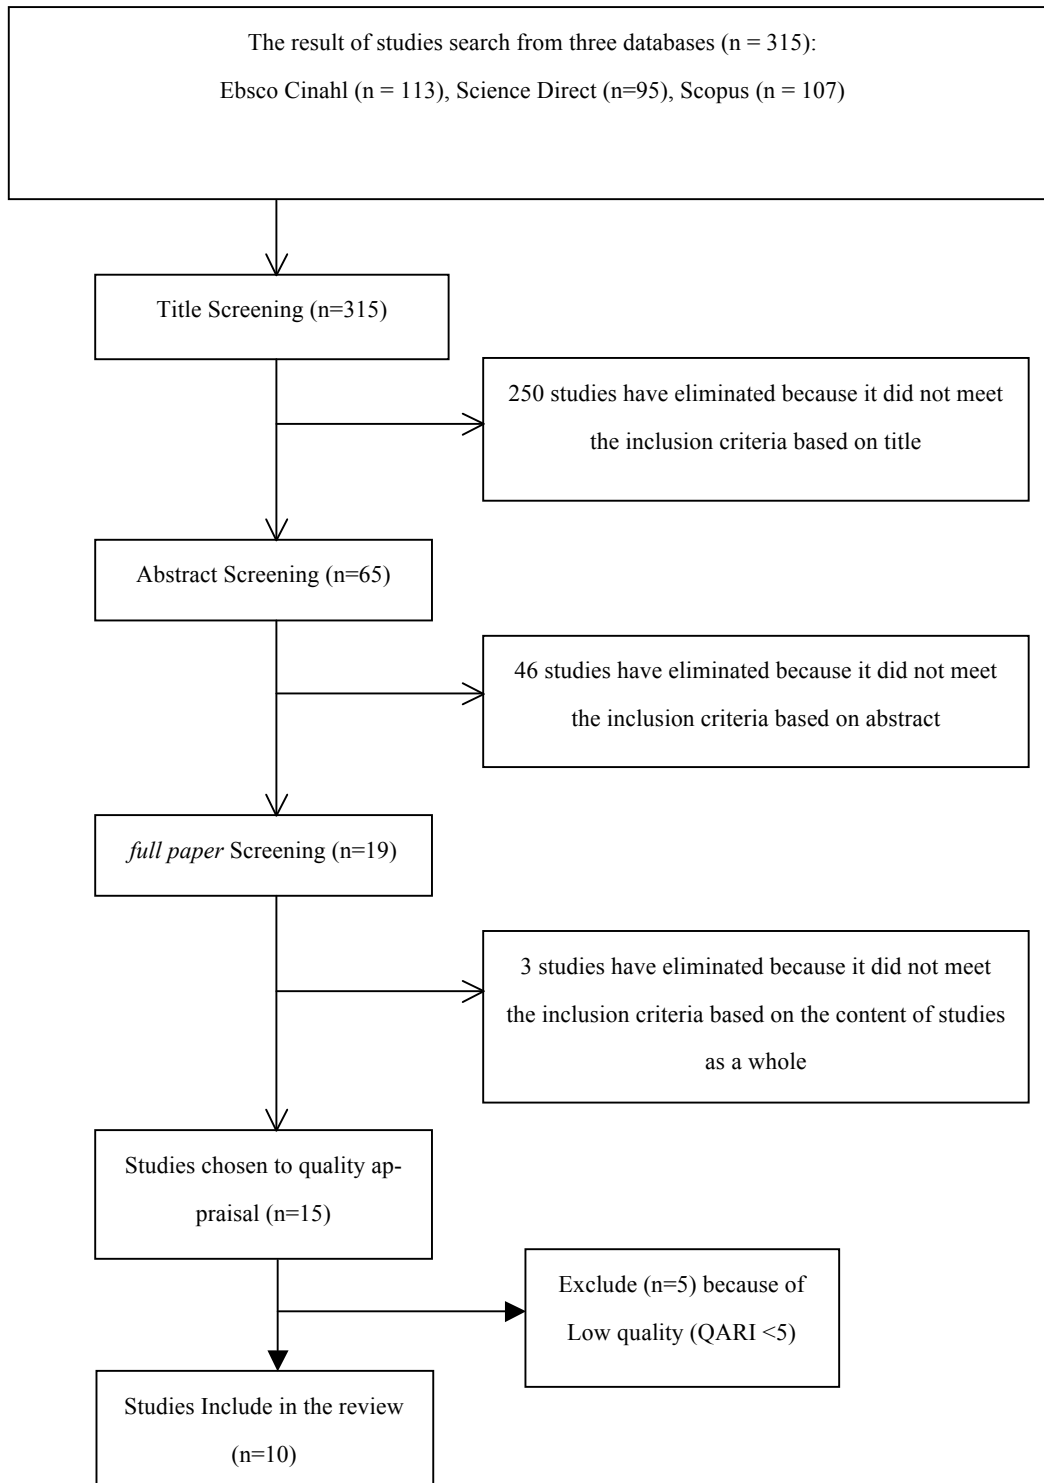 The result of studies search from three databases (n = 315):
Ebsco Cinahl (n = 113), Science Direct (n=95), Scopus (n = 107)
Title Screening (n=315)
250 studies have eliminated because it did not meet
the inclusion criteria based on title
Abstract Screening (n=65)
46 studies have eliminated because it did not meet
the inclusion criteria based on abstract
full paper Screening (n=19)
3 studies have eliminated because it did not meet
the inclusion criteria based on the content of studies
as a whole
Studies chosen to quality ap-
praisal (n=15)
Exclude (n=5) because of
Low quality (QARI <5)
Studies Include in the review
(n=10)